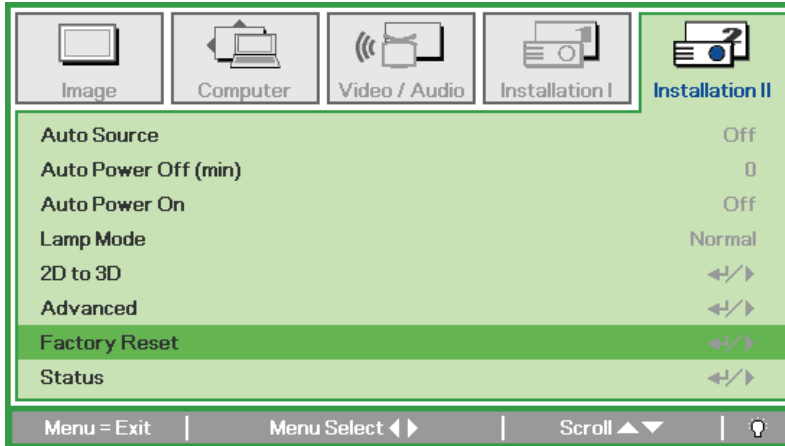 Image Computer Video / Audio Installation I Installation II
Auto Source Off
Auto Power Off (min) 0
Auto Power On Off
Lamp Mode Normal
2D to 3D
Advanced
Factory Reset
Status
Menu = Exit Menu Select Scroll